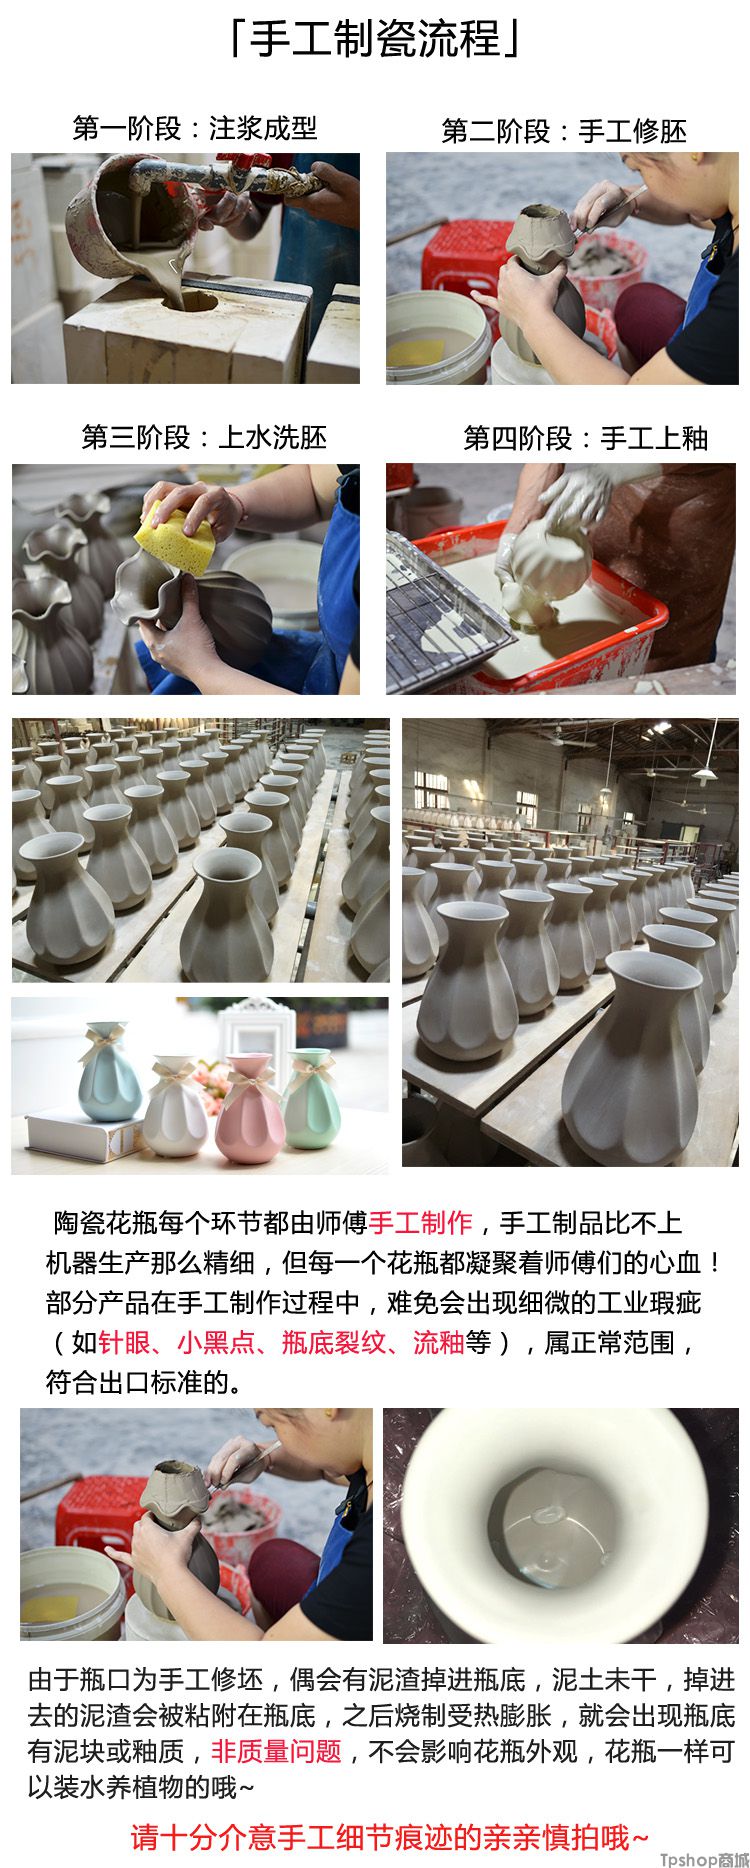 「手工制瓷流程」
第一阶段：注浆成型
第二阶段：手工修胚
第三阶段：上水洗胚
第四阶段：手工上釉
陶瓷花瓶每个环节都由师傅手工制作，手工制品比不上
机器生产那么精细，但每一个花瓶都凝聚着师傅们的心血！
部分产品在手工制作过程中，难免会出现细微的工业瑕疵
（如针眼、小黑点、瓶底裂纹、流釉等），属正常范围，
符合出口标准的。
由于瓶口为手工修坯，偶会有泥渣掉进瓶底，泥土未干，掉进
去的泥渣会被粘附在瓶底，之后烧制受热膨胀，就会出现瓶底
有泥块或釉质，非质量问题，不会影响花瓶外观，花瓶一样可
以装水养植物的哦~
请十分介意手工细节痕迹的亲亲慎拍哦~
Tpshop商城